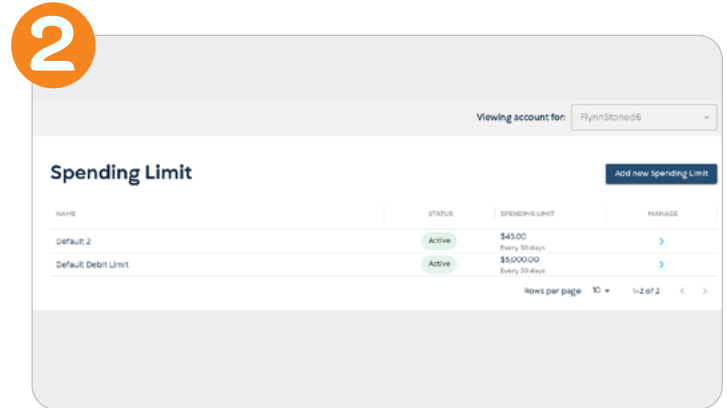 2
Viewing account for: FlynnStoned6
Spending Limit
Add new Spending Limit
NAME STATUS SPENDING LIMIT MANAGE
Default 2 Active $45.00
Every 30 days
Default Debit Limit Active $5,000.00
Every 30 days
Rows per page: 10 1-2 of 2